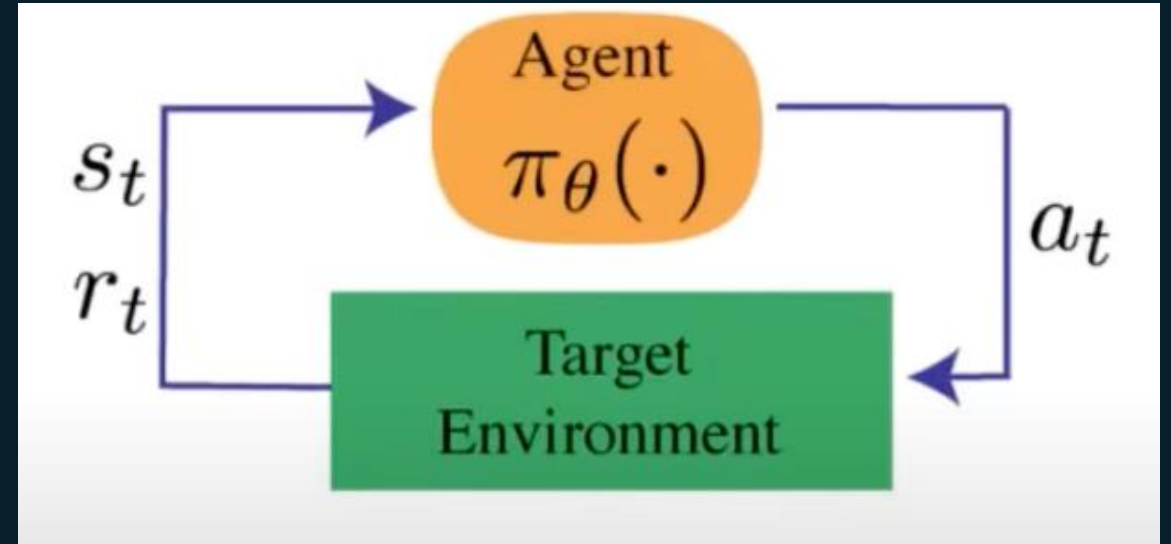 Agent
π_θ(·)
s_t
r_t
a_t
Target
Environment